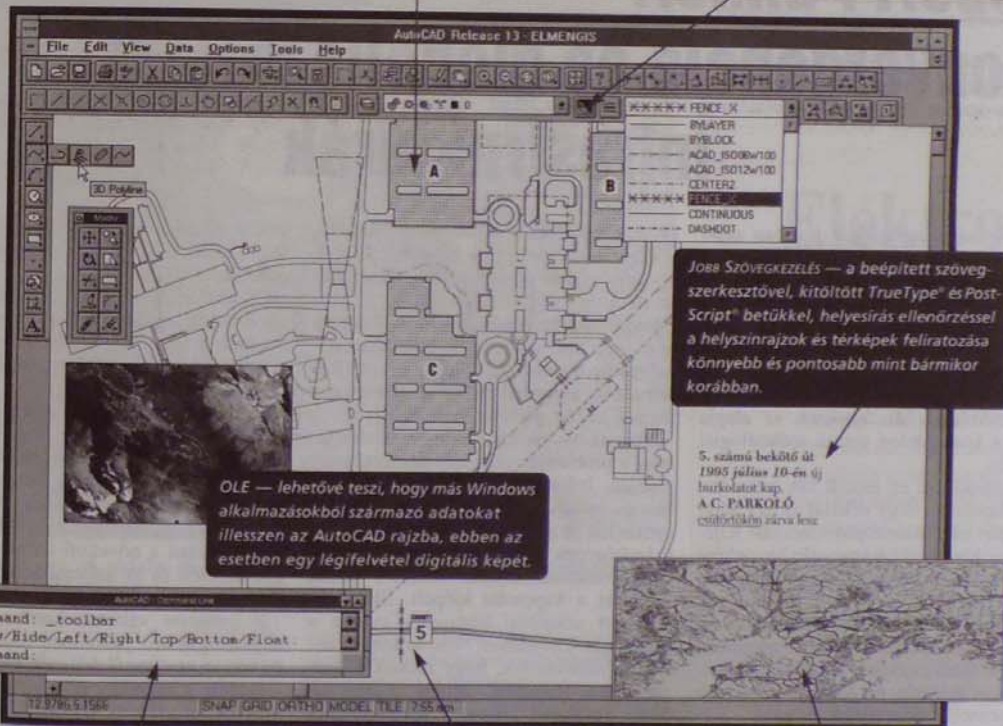 AutoCAD Release 13 - ELMENGIS
File Edit View Data Options Tools Help
0
FENCE_X
BYLAYER
BYBLOCK
ACAD_ISO08W100
ACAD_ISO12W100
CENTER2
FENCE_X
CONTINUOUS
DASHDOT
3D Polyline
Modify
A
B
C
JOBB SZÖVEGKEZELÉS — a beépített szöveg-
szerkesztővel, kitöltött TrueType® és Post-
Script® betűkkel, helyesírás ellenőrzéssel
a helyszínrajzok és térképek feliratozása
könnyebb és pontosabb mint bármikor
korábban.
5. számú bekötő út
1995 július 10-én új
burkolatot kap.
A C. PARKOLÓ
csütörtökön zárva lesz
OLE — lehetővé teszi, hogy más Windows
alkalmazásokból származó adatokat
illesszen az AutoCAD rajzba, ebben az
esetben egy légifelvétel digitális képét.
AutoCAD - Command Line
mand: _toolbar
/Hide/Left/Right/Top/Bottom/Float:
mand:
5
SNAP GRID ORTHO MODEL TILE